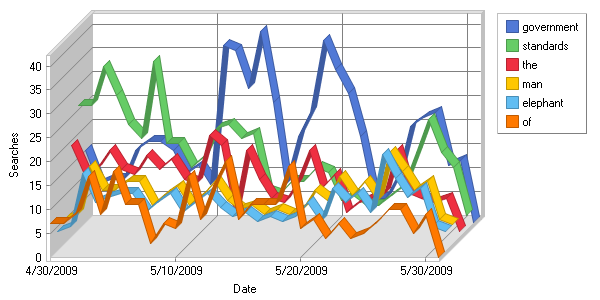 government
standards
the
man
elephant
of
Searches
40
35
30
25
20
15
10
5
0
4/30/2009
5/10/2009
5/20/2009
5/30/2009
Date